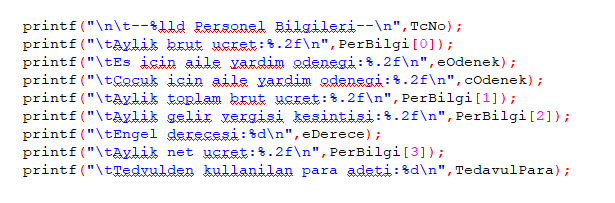 printf("\n\t--%lld Personel Bilgileri--\n",TcNo);
printf("\tAylik brut ucret:%.2f\n",PerBilgi[0]);
printf("\tEs icin aile yardim odenegi:%.2f\n",eOdenek);
printf("\tCocuk icin aile yardim odenegi:%.2f\n",cOdenek);
printf("\tAylik toplam brut ucret:%.2f\n",PerBilgi[1]);
printf("\tAylik gelir vergisi kesintisi:%.2f\n",PerBilgi[2]);
printf("\tEngel derecesi:%d\n",eDerece);
printf("\tAylik net ucret:%.2f\n",PerBilgi[3]);
printf("\tTedvulden kullanilan para adeti:%d\n",TedavulPara);